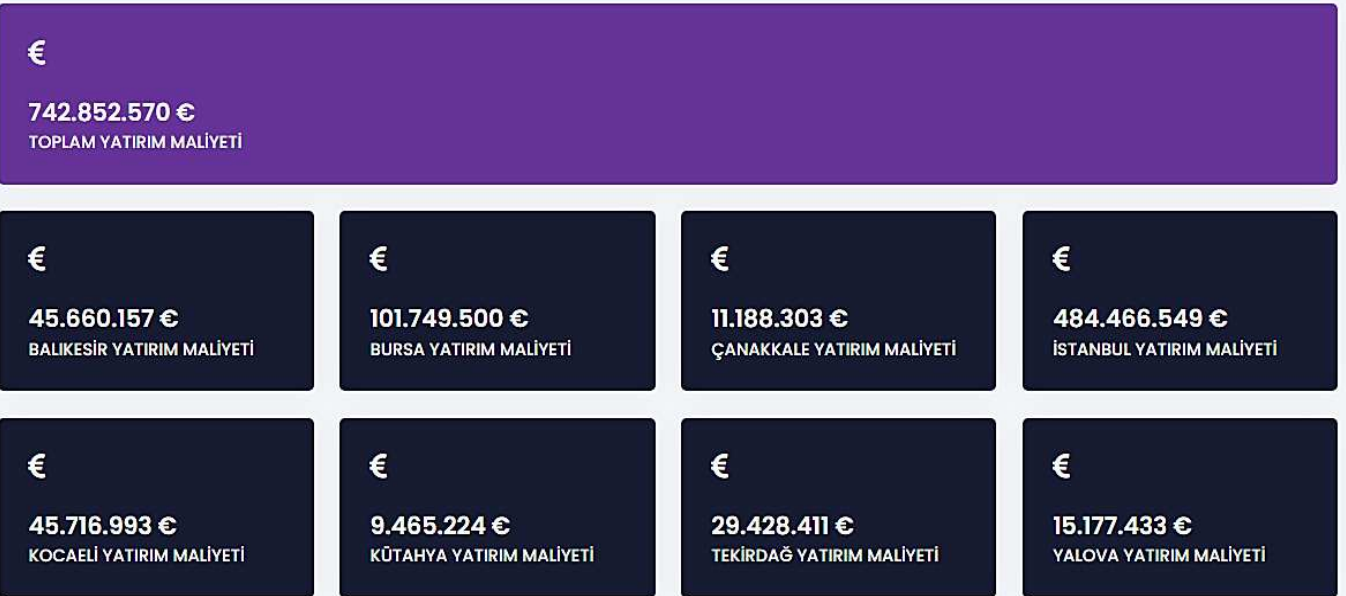 €
742.852.570 €
TOPLAM YATIRIM MALİYETİ
€
45.660.157 €
BALIKESİR YATIRIM MALİYETİ
€
101.749.500 €
BURSA YATIRIM MALİYETİ
€
11.188.303 €
ÇANAKKALE YATIRIM MALİYETİ
€
484.466.549 €
İSTANBUL YATIRIM MALİYETİ
€
45.716.993 €
KOCAELİ YATIRIM MALİYETİ
€
9.465.224 €
KÜTAHYA YATIRIM MALİYETİ
€
29.428.411 €
TEKİRDAĞ YATIRIM MALİYETİ
€
15.177.433 €
YALOVA YATIRIM MALİYETİ